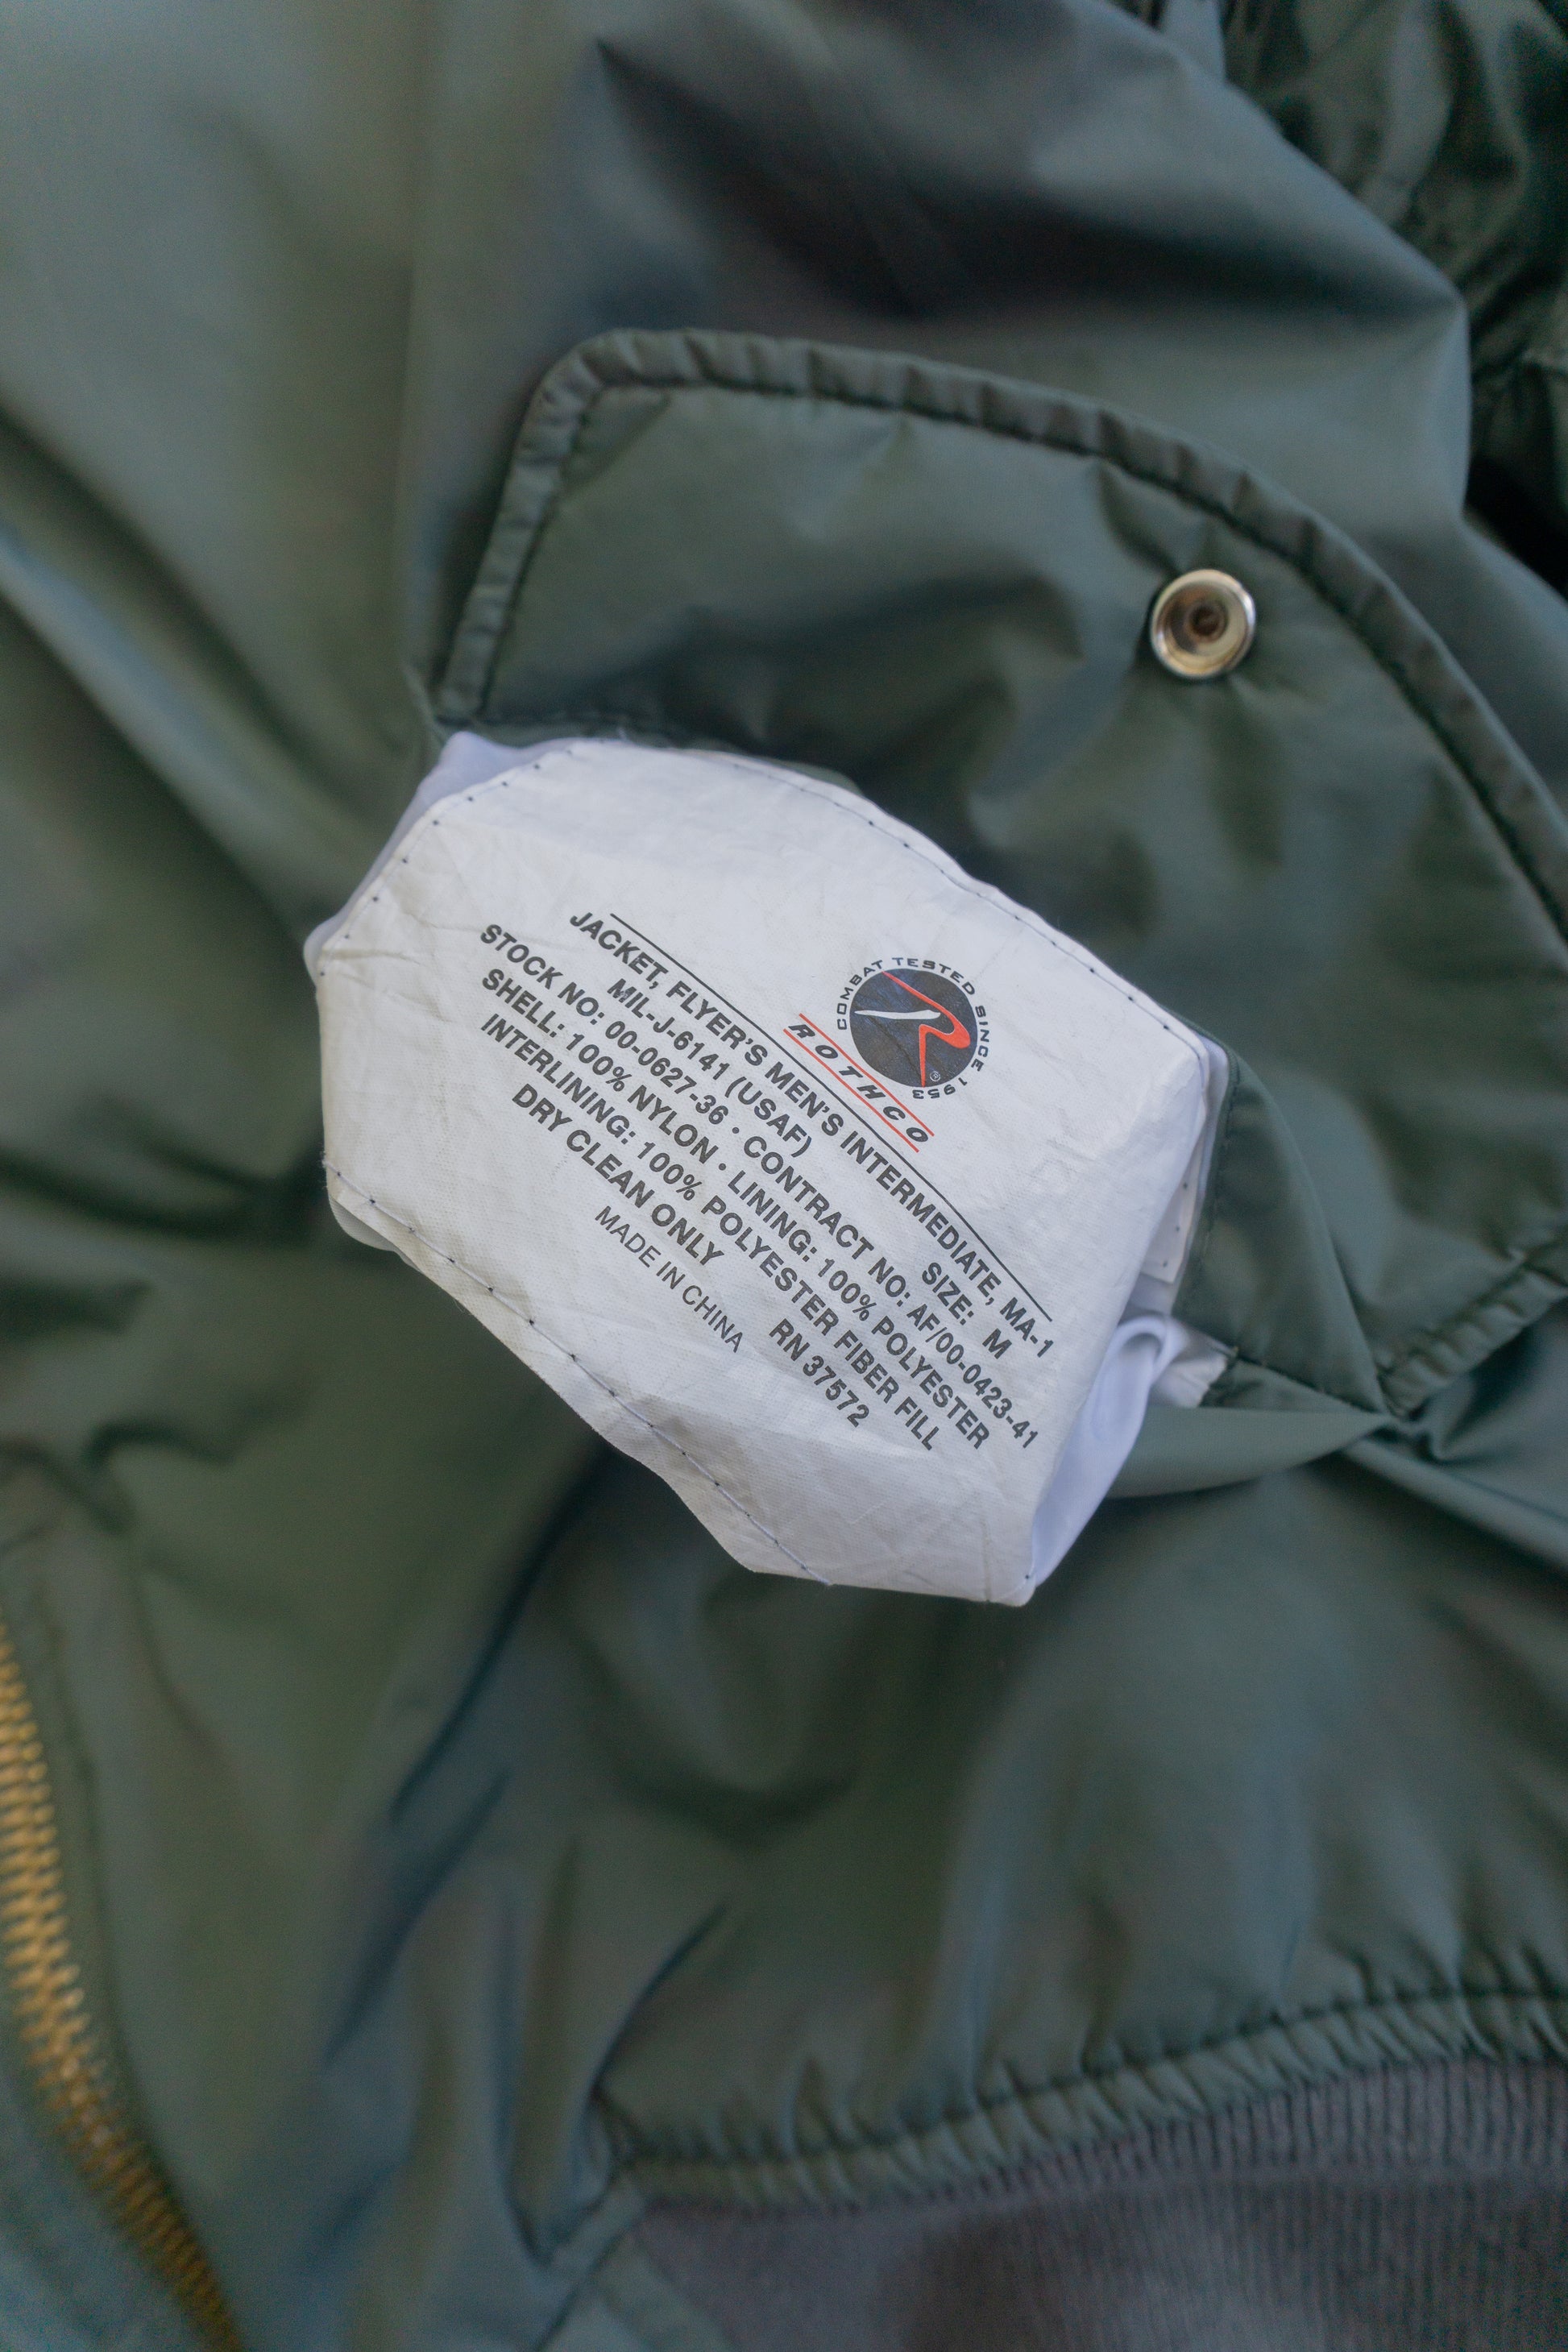 COMBAT TESTED SINCE 1953
R
®
ROTHCO
JACKET, FLYER'S MEN'S INTERMEDIATE, MA-1
MIL-J-6141 (USAF) SIZE: M
STOCK NO: 00-0627-36 · CONTRACT NO: AF/00-0423-41
SHELL: 100% NYLON · LINING: 100% POLYESTER
INTERLINING: 100% POLYESTER FIBER FILL
DRY CLEAN ONLY RN 37572
MADE IN CHINA